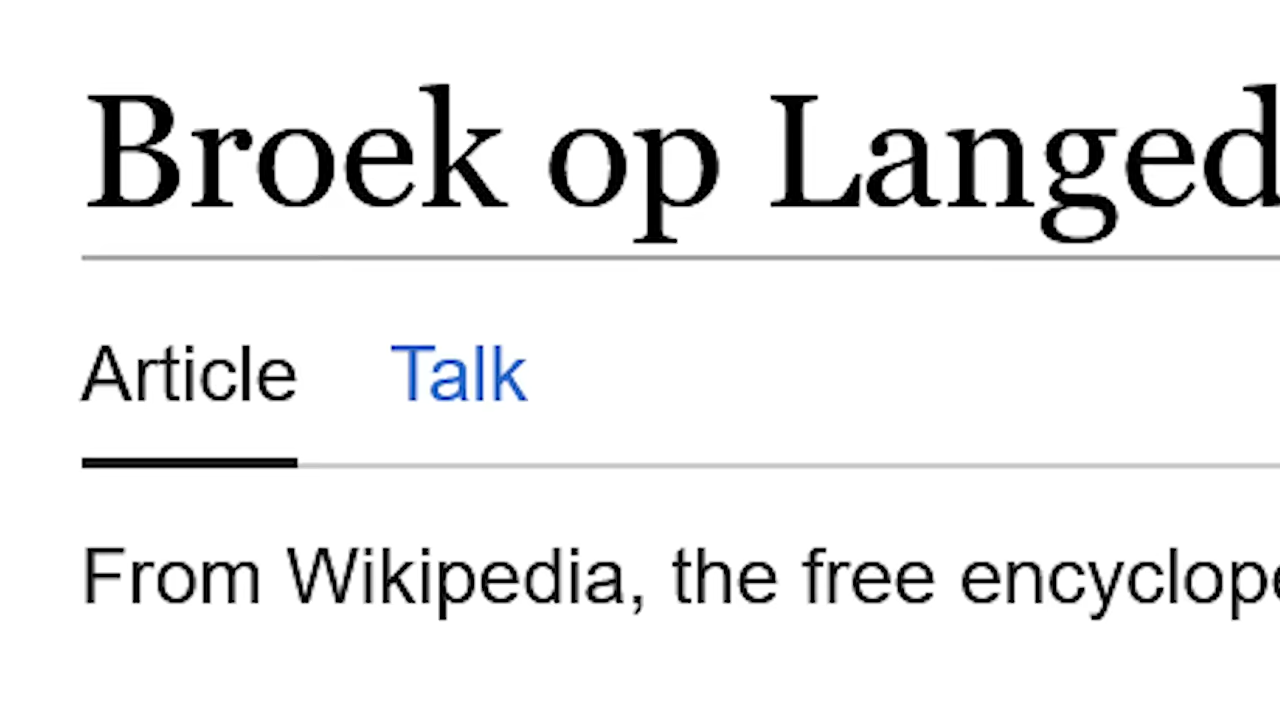 Broek op Langed
Article Talk
From Wikipedia, the free encyclope